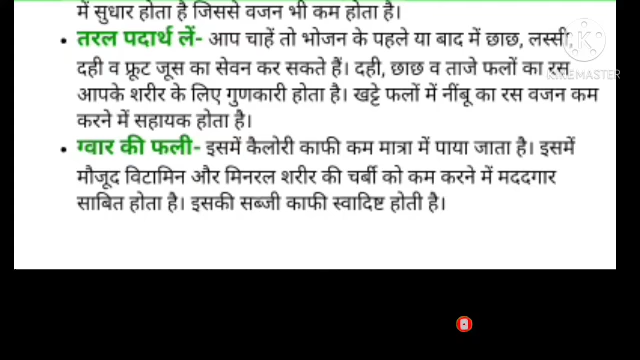 में सुधार होता है जिससे वजन भी कम होता है।
• तरल पदार्थ लें- आप चाहें तो भोजन के पहले या बाद में छाछ, लस्सी,
दही व फ्रूट जूस का सेवन कर सकते हैं। दही, छाछ व ताजे फलों का रस
आपके शरीर के लिए गुणकारी होता है। खट्टे फलों में नींबू का रस वजन कम
करने में सहायक होता है।
• ग्वार की फली- इसमें कैलोरी काफी कम मात्रा में पाया जाता है। इसमें
मौजूद विटामिन और मिनरल शरीर की चर्बी को कम करने में मददगार
साबित होता है। इसकी सब्जी काफी स्वादिष्ट होती है।
KINEMASTER